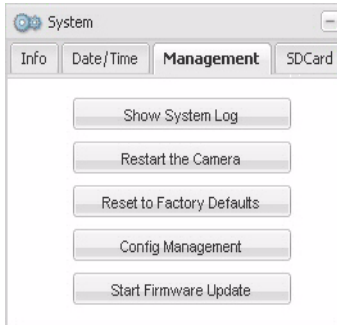 System
Info Date/Time Management SDCard
Show System Log
Restart the Camera
Reset to Factory Defaults
Config Management
Start Firmware Update